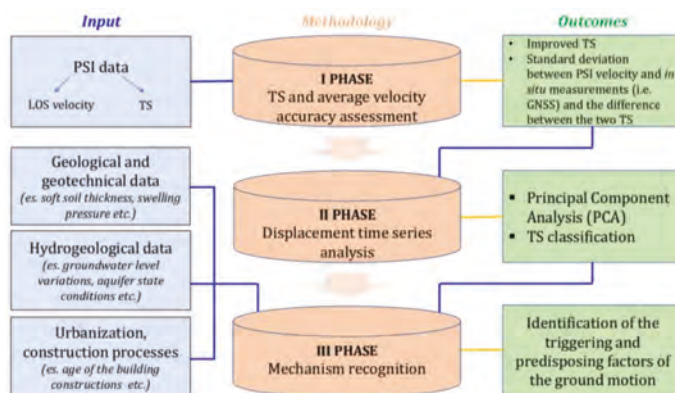 Input
Methodology
Outcomes
PSI data
LOS velocity
TS
I PHASE
TS and average velocity
accuracy assessment
• Improved TS
• Standard deviation
between PSI velocity and in
situ measurements (i.e.
GNSS) and the difference
between the two TS
Geological and
geotechnical data
(es. soft soil thickness, swelling
pressure etc.)
II PHASE
Displacement time series
analysis
▪ Principal Component
Analysis (PCA)
▪ TS classification
Hydrogeological data
(es. groundwater level
variations, aquifer state
conditions etc.)
Urbanization,
construction processes
(es. age of the building
constructions etc.)
III PHASE
Mechanism recognition
Identification of the
triggering and
predisposing factors of
the ground motion